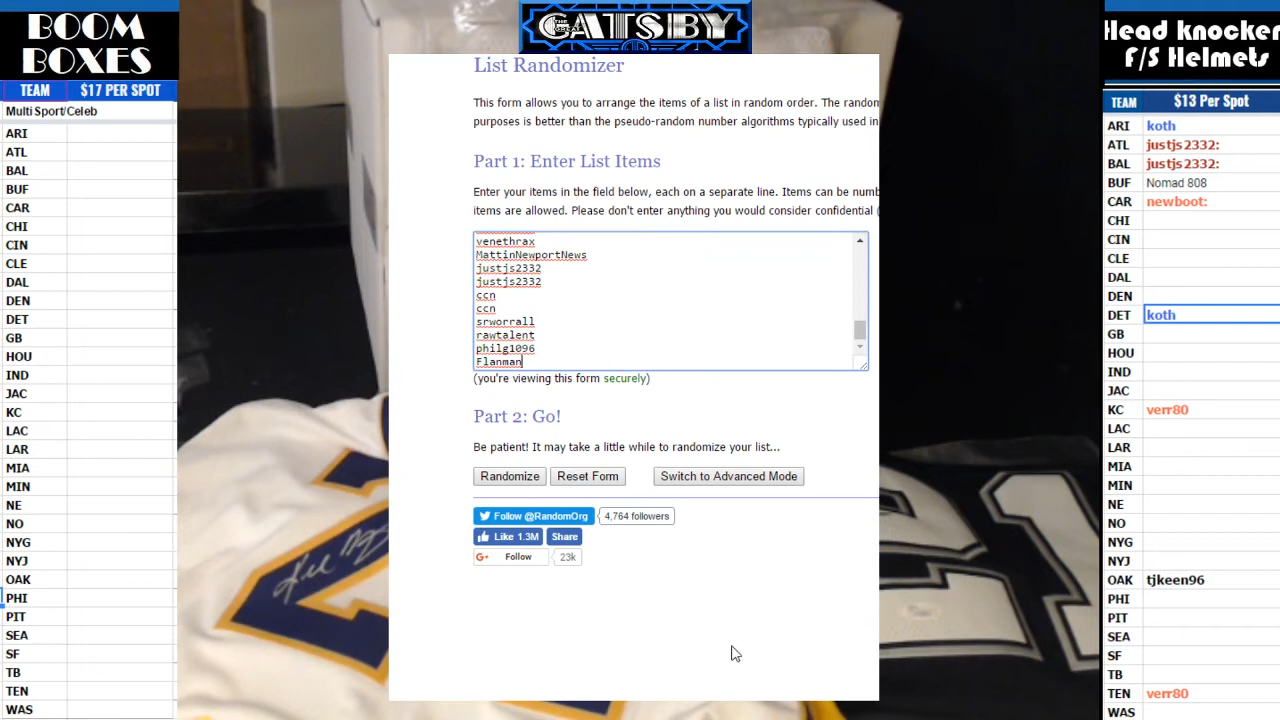 BOOM
BOXES
TEAM $17 PER SPOT
Multi Sport/Celeb
ARI
ATL
BAL
BUF
CAR
CHI
CIN
CLE
DAL
DEN
DET
GB
HOU
IND
JAC
KC
LAC
LAR
MIA
MIN
NE
NO
NYG
NYJ
OAK
PHI
PIT
SEA
SF
TB
TEN
WAS
THE
GATSBY
List Randomizer
This form allows you to arrange the items of a list in random order. The random
purposes is better than the pseudo-random number algorithms typically used in
Part 1: Enter List Items
Enter your items in the field below, each on a separate line. Items can be numb
items are allowed. Please don't enter anything you would consider confidential (
venethrax
MattinNewportNews
justjs2332
justjs2332
ccn
ccn
srworrall
rawtalent
philg1096
Flanman
(you're viewing this form securely)
Part 2: Go!
Be patient! It may take a little while to randomize your list...
Randomize Reset Form Switch to Advanced Mode
Follow @RandomOrg 4,764 followers
Like 1.3M Share
G+ Follow 23k
Head knocker
F/S Helmets
TEAM $13 Per Spot
ARI koth
ATL justjs2332:
BAL justjs2332:
BUF Nomad 808
CAR newboot:
CHI
CIN
CLE
DAL
DEN
DET koth
GB
HOU
IND
JAC
KC verr80
LAC
LAR
MIA
MIN
NE
NO
NYG
NYJ
OAK tjkeen96
PHI
PIT
SEA
SF
TB
TEN verr80
WAS